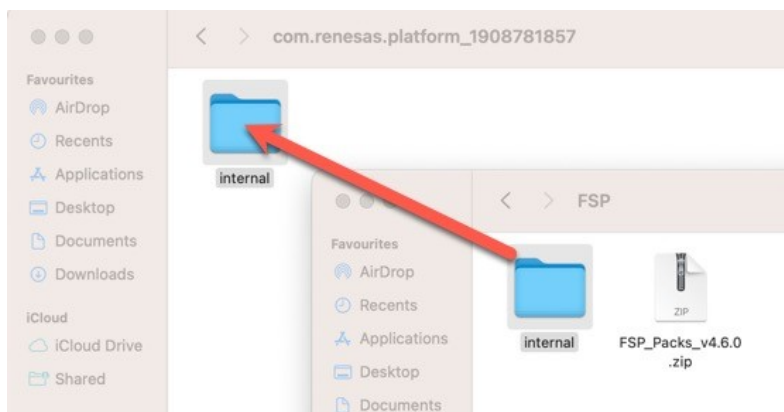 com.renesas.platform_1908781857
Favourites
AirDrop
Recents
Applications
Desktop
Documents
Downloads
iCloud
iCloud Drive
Shared
internal
FSP
Favourites
AirDrop
Recents
Applications
Desktop
Documents
internal
ZIP
FSP_Packs_v4.6.0
.zip